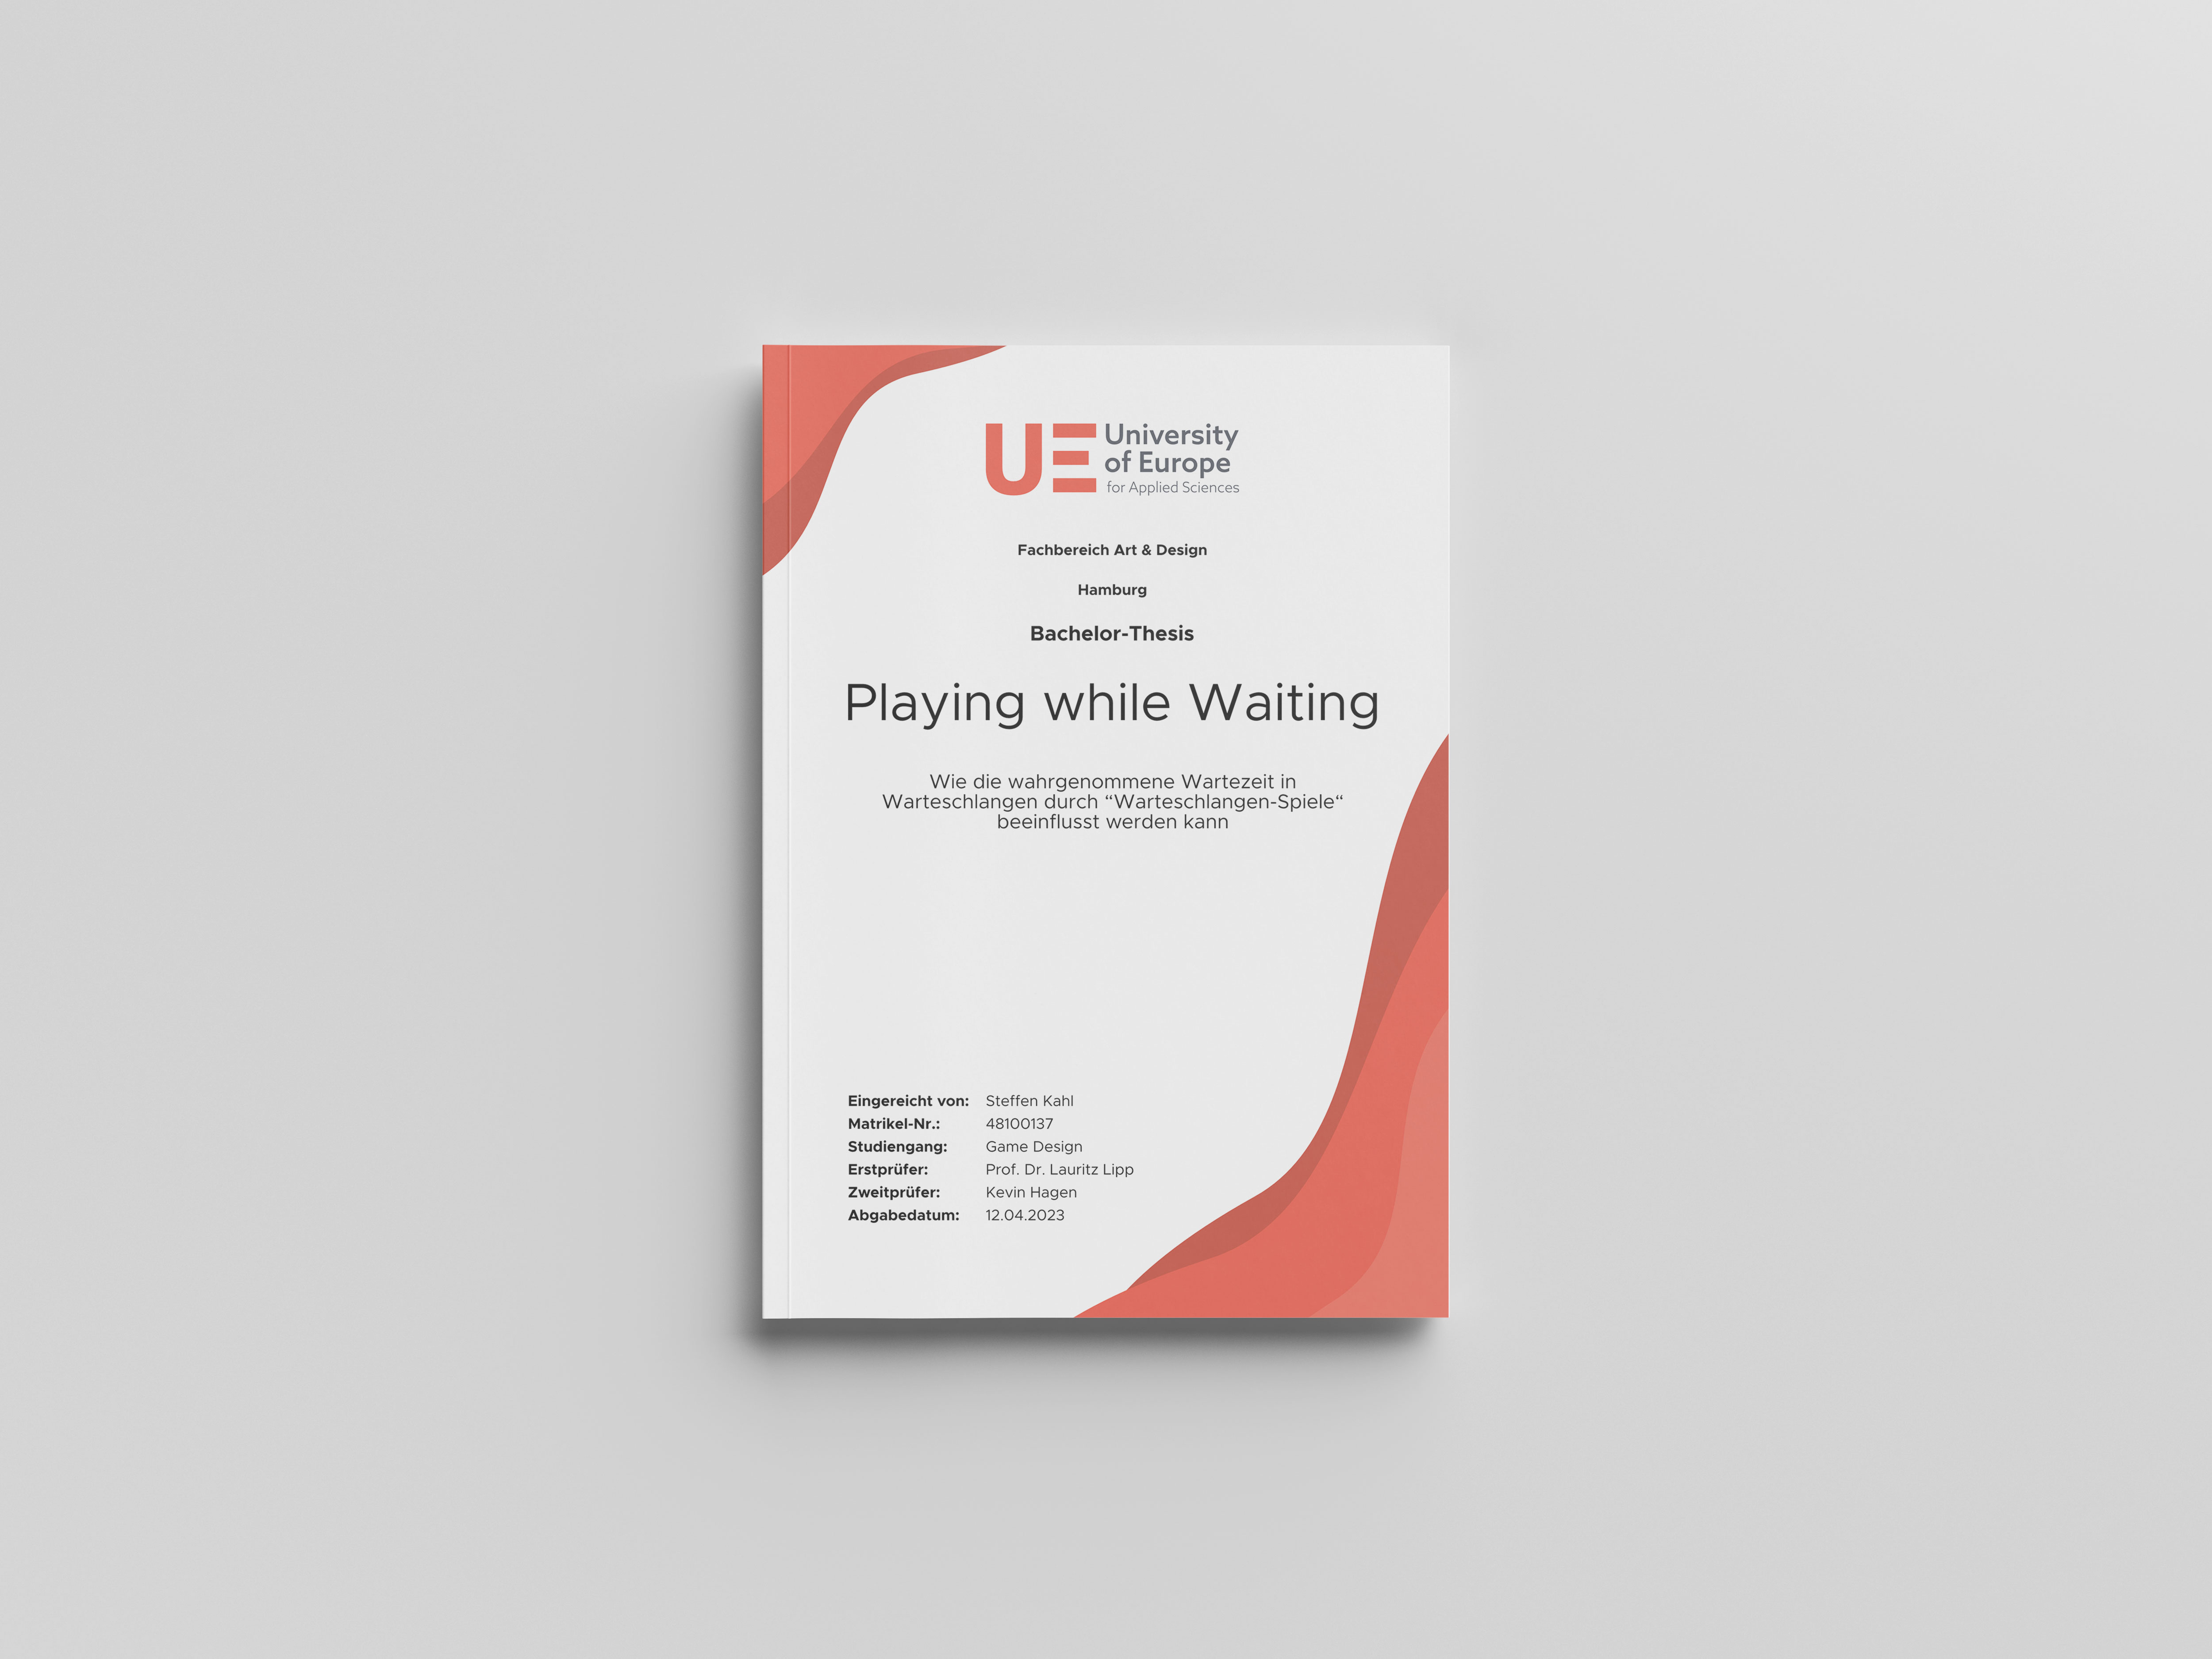 UE University
of Europe
for Applied Sciences
Fachbereich Art & Design
Hamburg
Bachelor-Thesis
Playing while Waiting
Wie die wahrgenommene Wartezeit in
Warteschlangen durch “Warteschlangen-Spiele“
beeinflusst werden kann
Eingereicht von: Steffen Kahl
Matrikel-Nr.: 48100137
Studiengang: Game Design
Erstprüfer: Prof. Dr. Lauritz Lipp
Zweitprüfer: Kevin Hagen
Abgabedatum: 12.04.2023